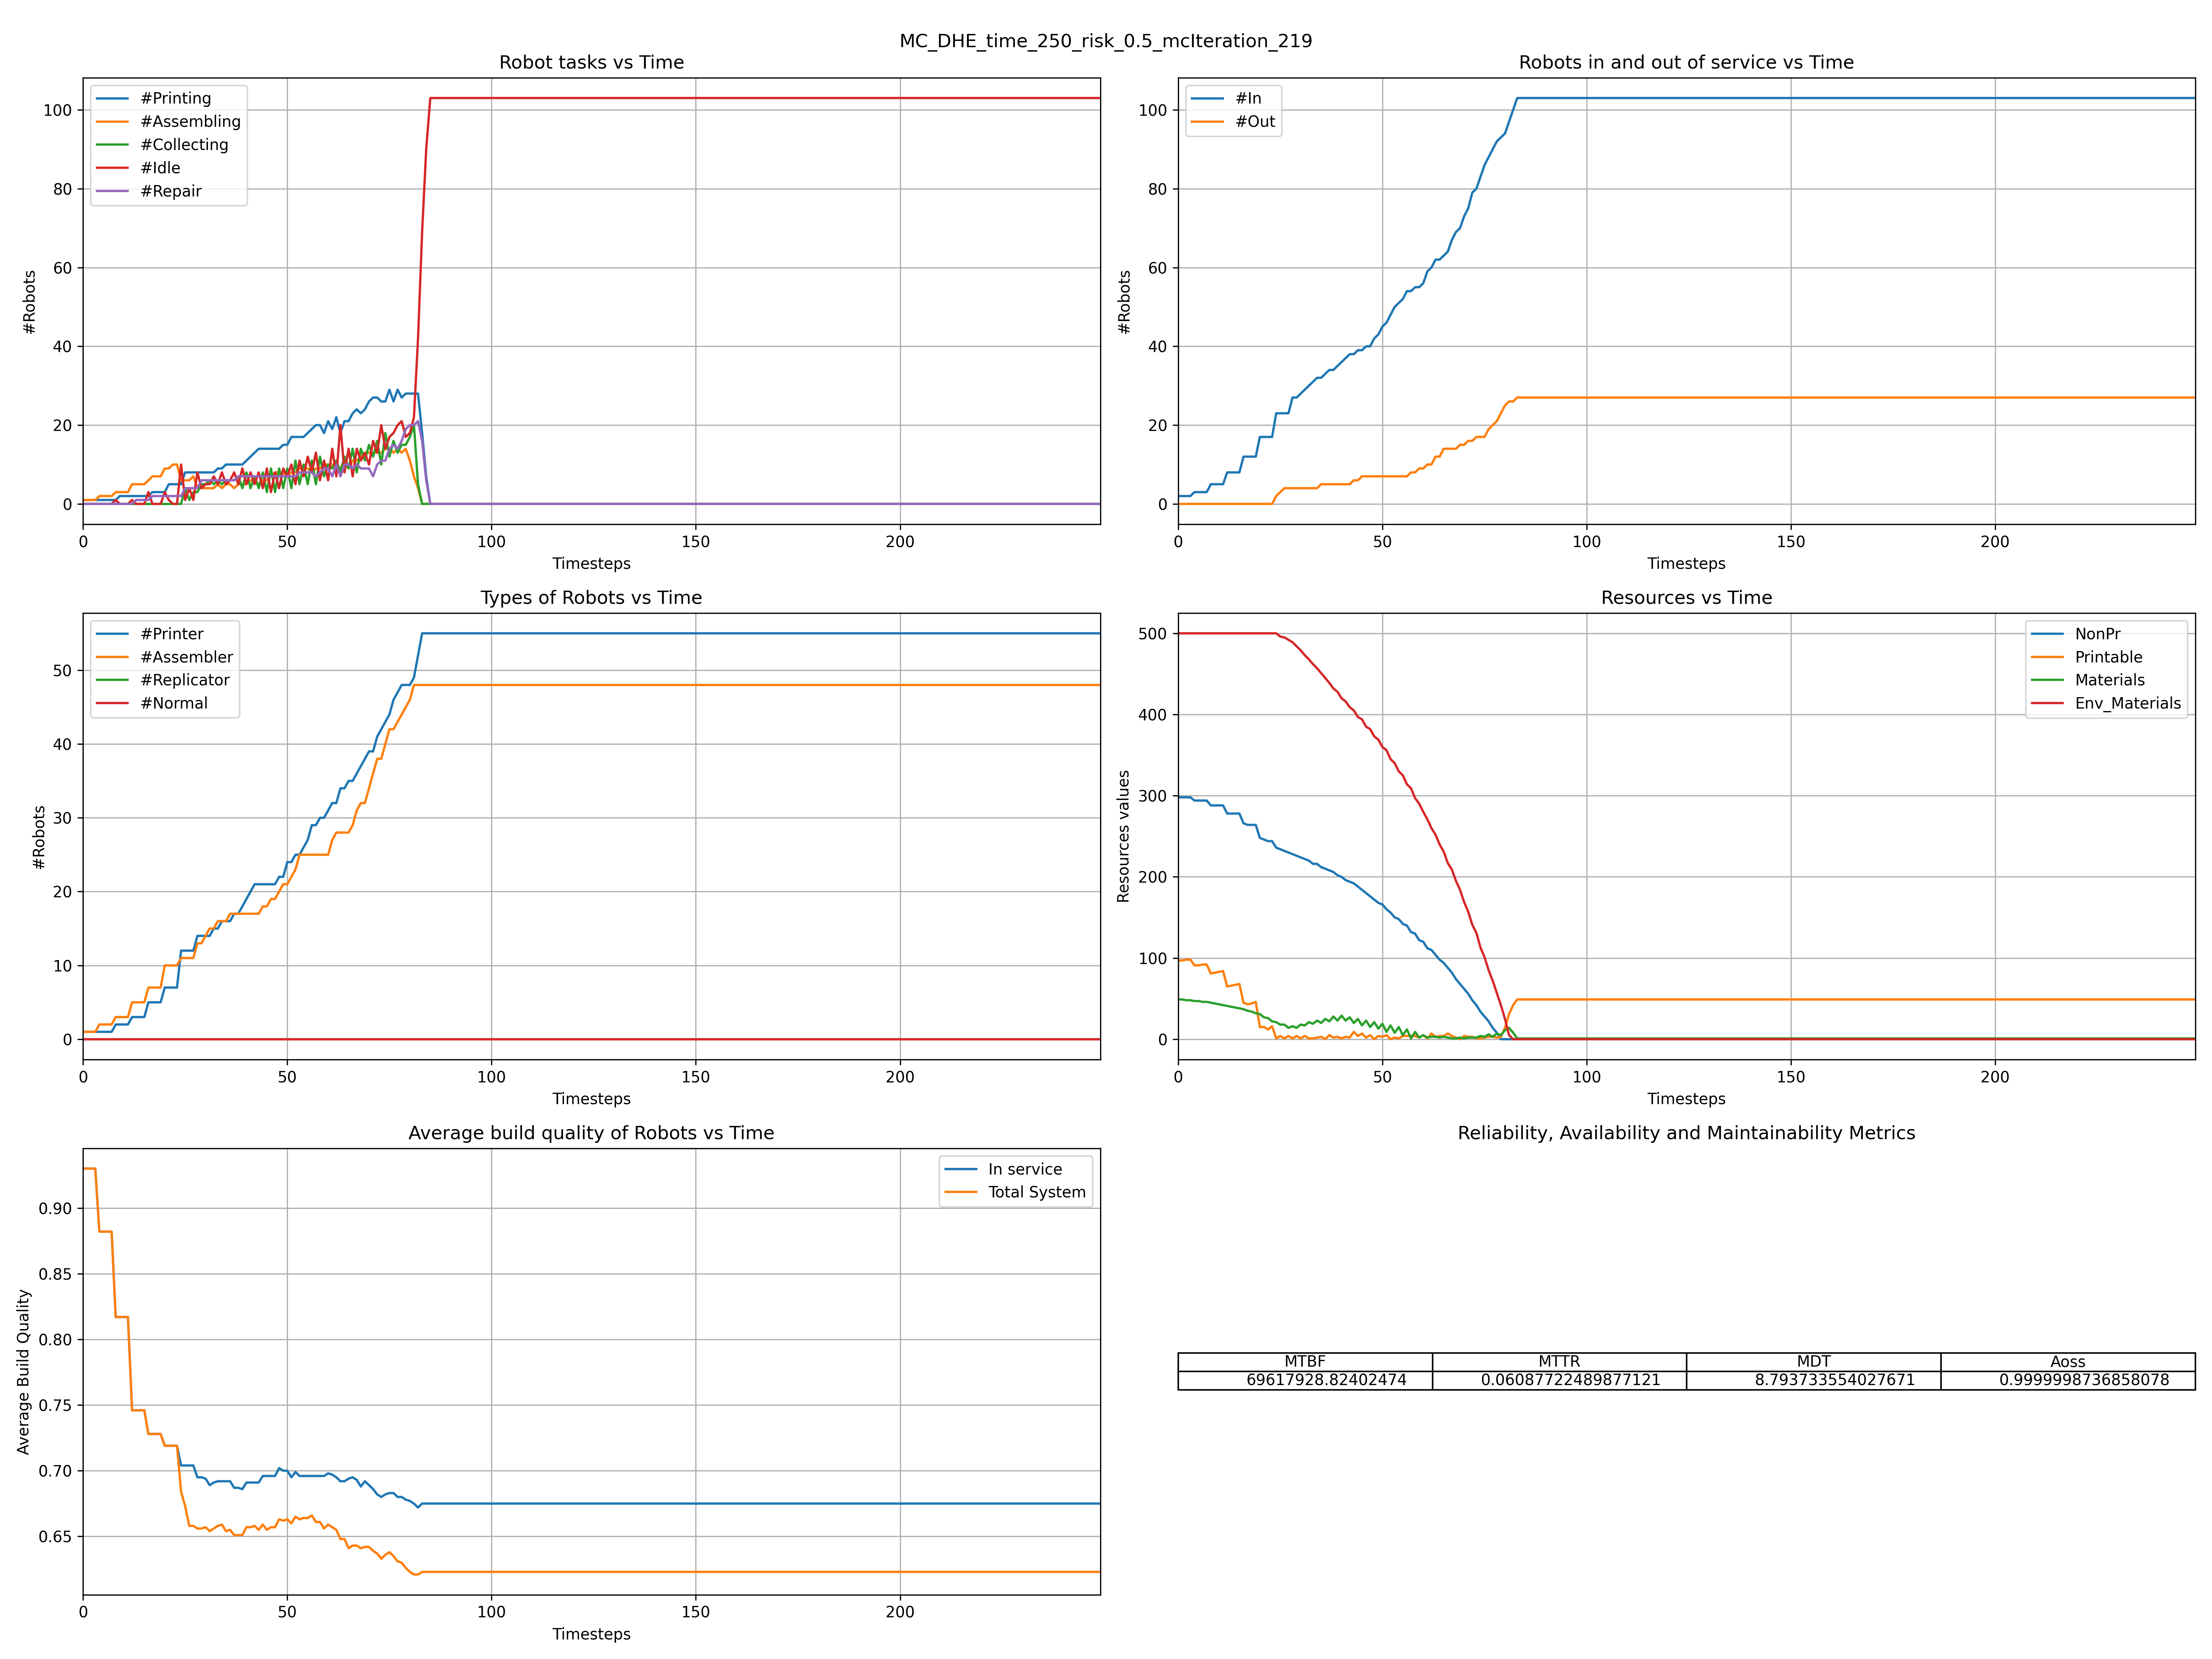 MC_DHE_time_250_risk_0.5_mcIteration_219
Robot tasks vs Time
#Printing
#Assembling
#Collecting
#Idle
#Repair
100
80
60
40
20
0
#Robots
0 50 100 150 200
Timesteps
Robots in and out of service vs Time
#In
#Out
100
80
60
40
20
0
#Robots
0 50 100 150 200
Timesteps
Types of Robots vs Time
#Printer
#Assembler
#Replicator
#Normal
50
40
30
20
10
0
#Robots
0 50 100 150 200
Timesteps
Resources vs Time
NonPr
Printable
Materials
Env_Materials
500
400
300
200
100
0
Resources values
0 50 100 150 200
Timesteps
Average build quality of Robots vs Time
In service
Total System
0.90
0.85
0.80
0.75
0.70
0.65
Average Build Quality
0 50 100 150 200
Timesteps
Reliability, Availability and Maintainability Metrics
MTBF MTTR MDT Aoss
69617928.82402474 0.06087722489877121 8.793733554027671 0.9999998736858078